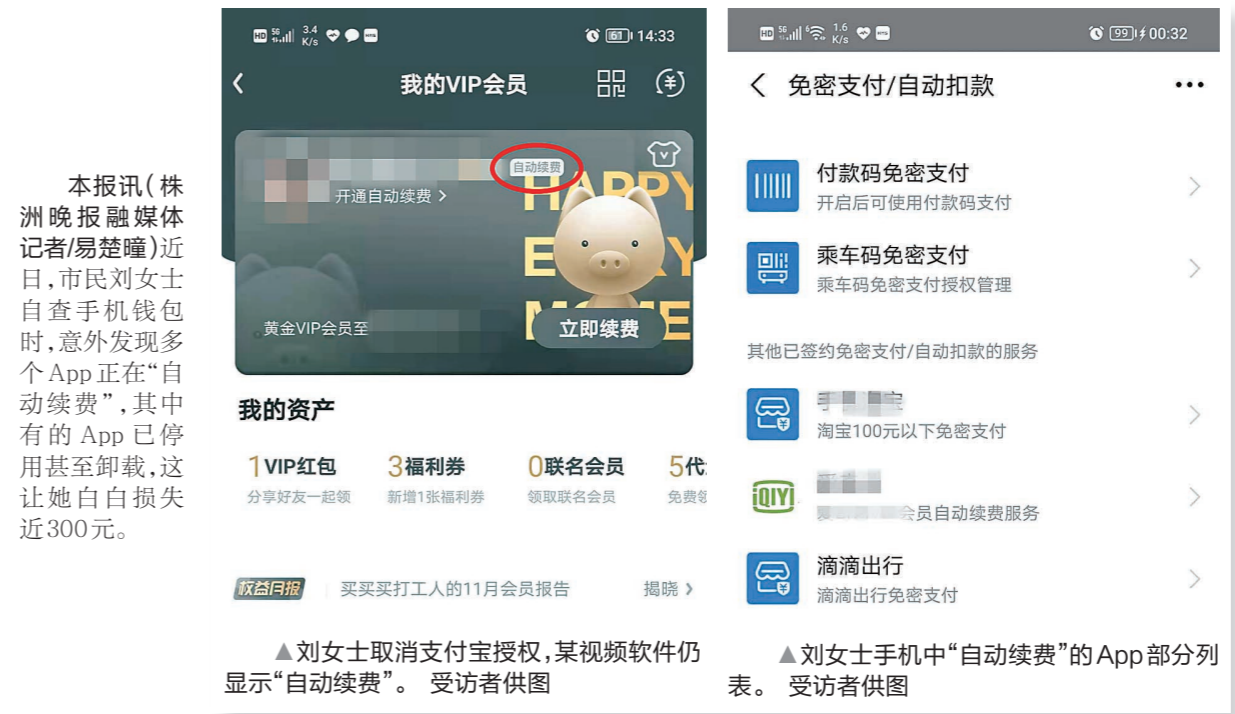 本报讯(株
洲晚报融媒体
记者/易楚曈)近
日,市民刘女士
自查手机钱包
时,意外发现多
个App正在“自
动续费”,其中
有的 App 已停
用甚至卸载,这
让她白白损失
近300元。
HD 5G 3.4 K/s 61 14:33
我的VIP会员
自动续费
开通自动续费 >
HAPPY
E Y
M ME
黄金VIP会员至
立即续费
我的资产
1VIP红包 3福利券 0联名会员 5代
分享好友一起领 新增1张福利券 领取联名会员 免费
权益月报 买买买打工人的11月会员报告 揭晓 >
▲刘女士取消支付宝授权,某视频软件仍
显示“自动续费”。 受访者供图
HD 5G 6 1.6 K/s 99 00:32
免密支付/自动扣款
付款码免密支付
开启后可使用付款码支付
乘车码免密支付
乘车码免密支付授权管理
其他已签约免密支付/自动扣款的服务
淘宝100元以下免密支付
iQIYI
会员自动续费服务
滴滴出行
滴滴出行免密支付
▲刘女士手机中“自动续费”的App部分列
表。 受访者供图